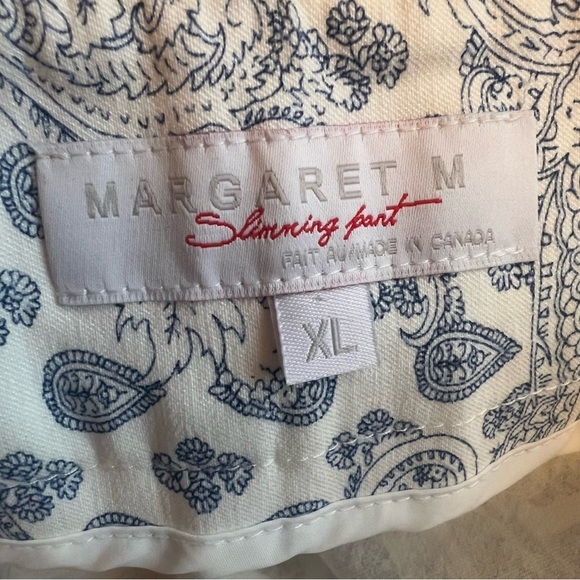 MARGARET M
Slimming pant
FAIT AU/MADE IN CANADA
XL